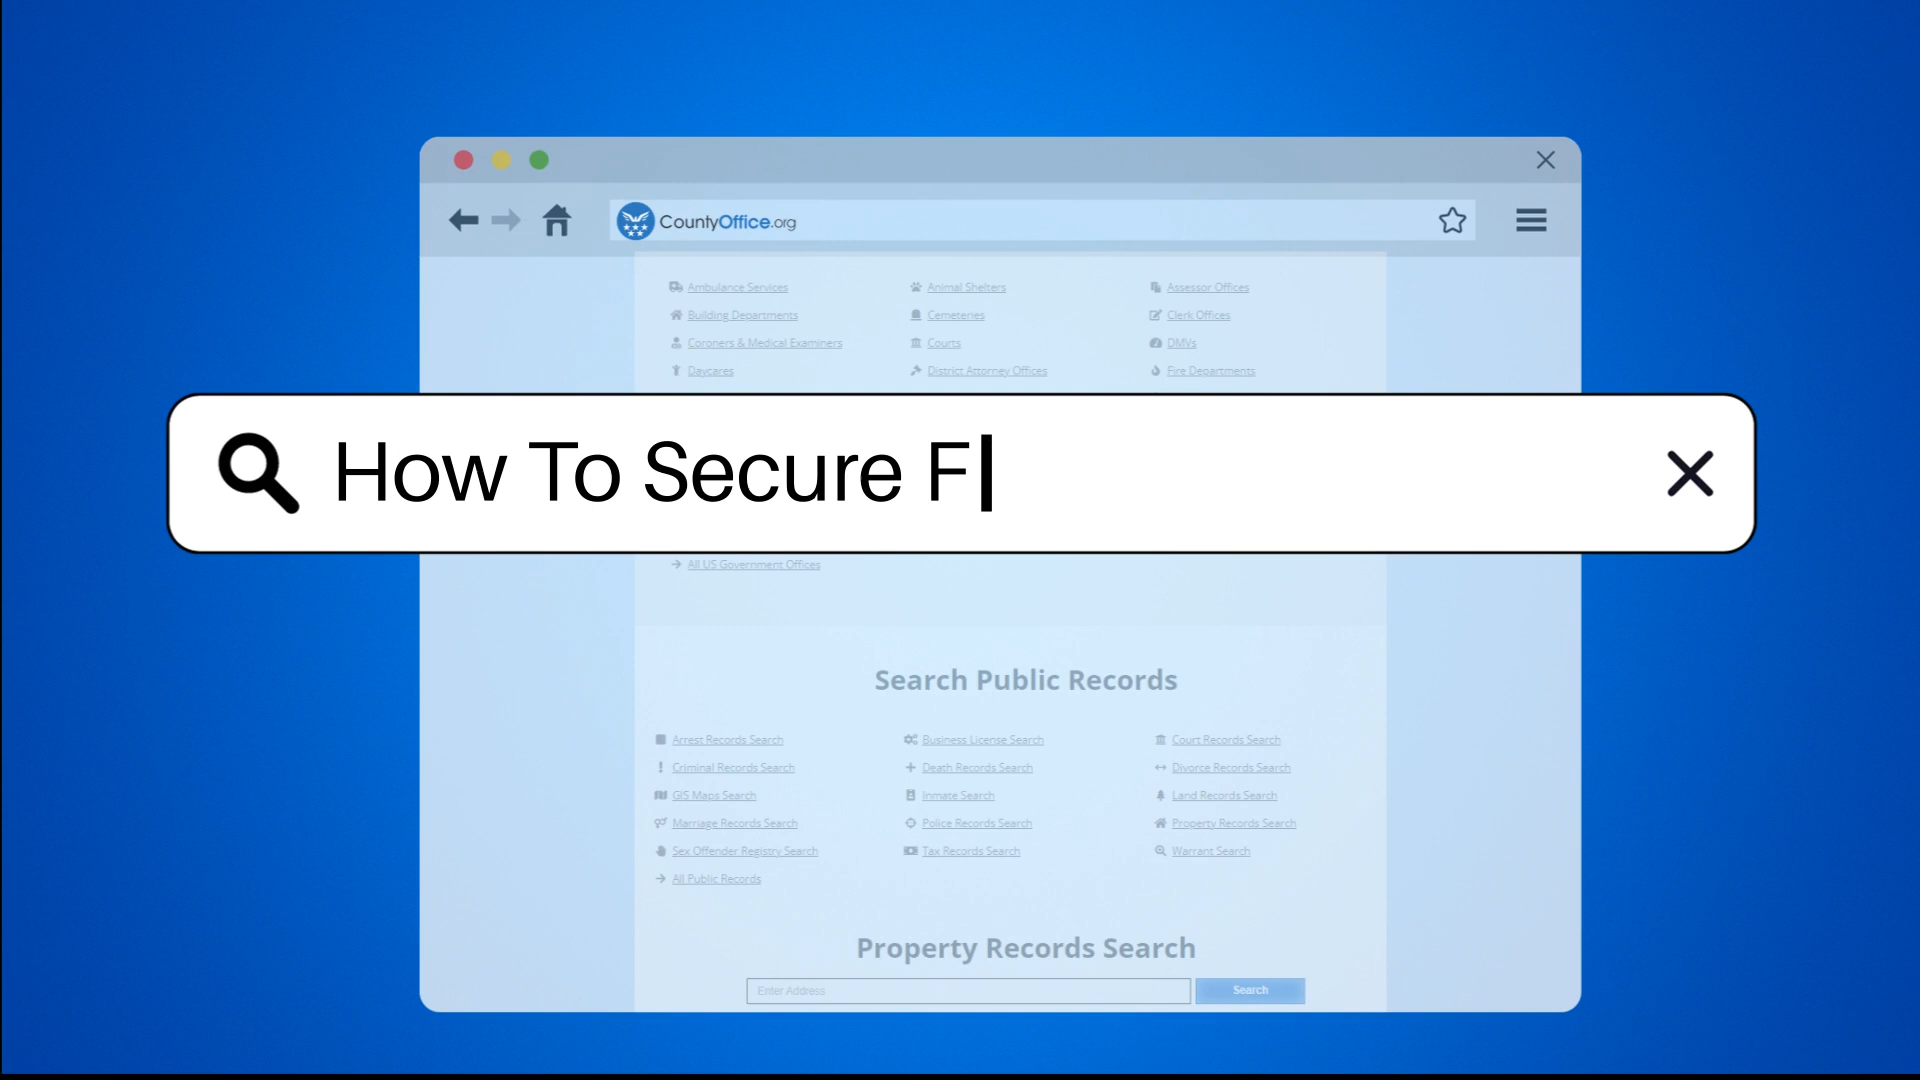 CountyOffice.org
Ambulance Services Animal Shelters Assessor Offices
Building Departments Cemeteries Clerk Offices
Coroners & Medical Examiners Courts DMVs
Daycares District Attorney Offices Fire Departments
How To Secure F
All US Government Offices
Search Public Records
Arrest Records Search Business License Search Court Records Search
Criminal Records Search Death Records Search Divorce Records Search
GIS Maps Search Inmate Search Land Records Search
Marriage Records Search Police Records Search Property Records Search
Sex Offender Registry Search Tax Records Search Warrant Search
All Public Records
Property Records Search
Enter Address Search